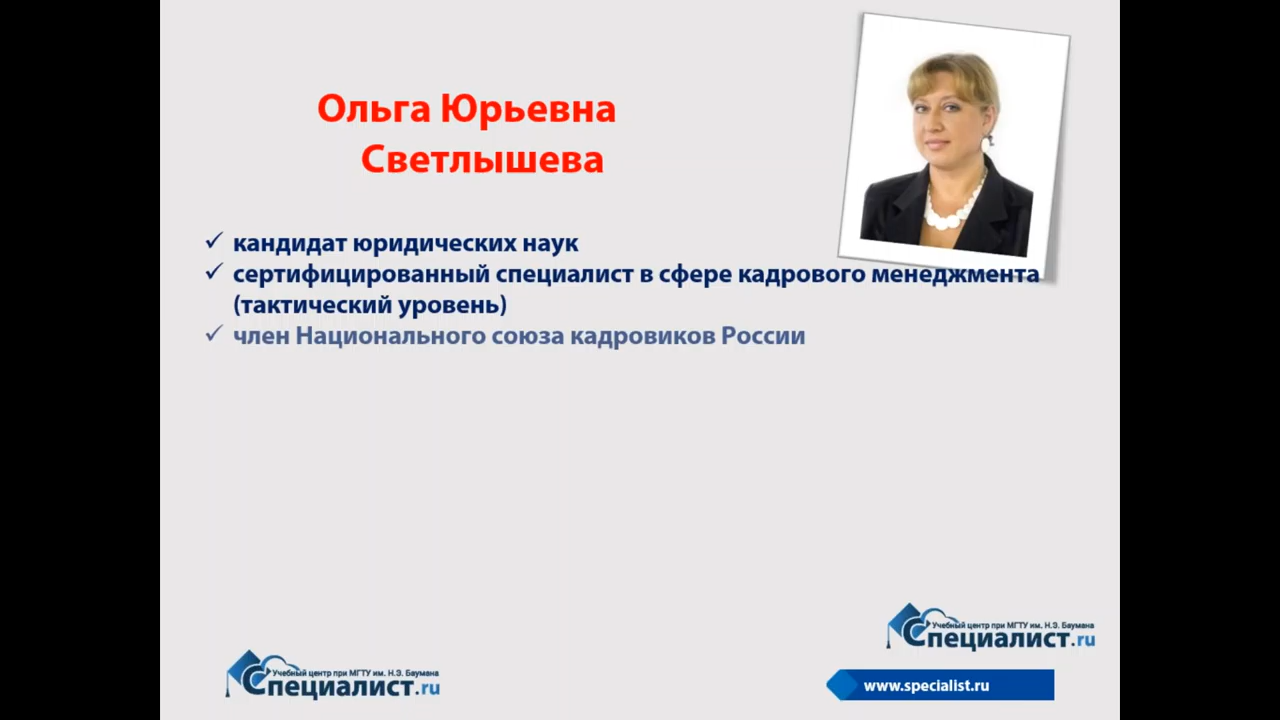 Ольга Юрьевна
Светлышева
кандидат юридических наук
сертифицированный специалист в сфере кадрового менеджмента
(тактический уровень)
член Национального союза кадровиков России
Учебный центр при МГТУ им. Н.Э. Баумана
Специалист.ru
Учебный центр при МГТУ им. Н.Э. Баумана
Специалист.ru
www.specialist.ru